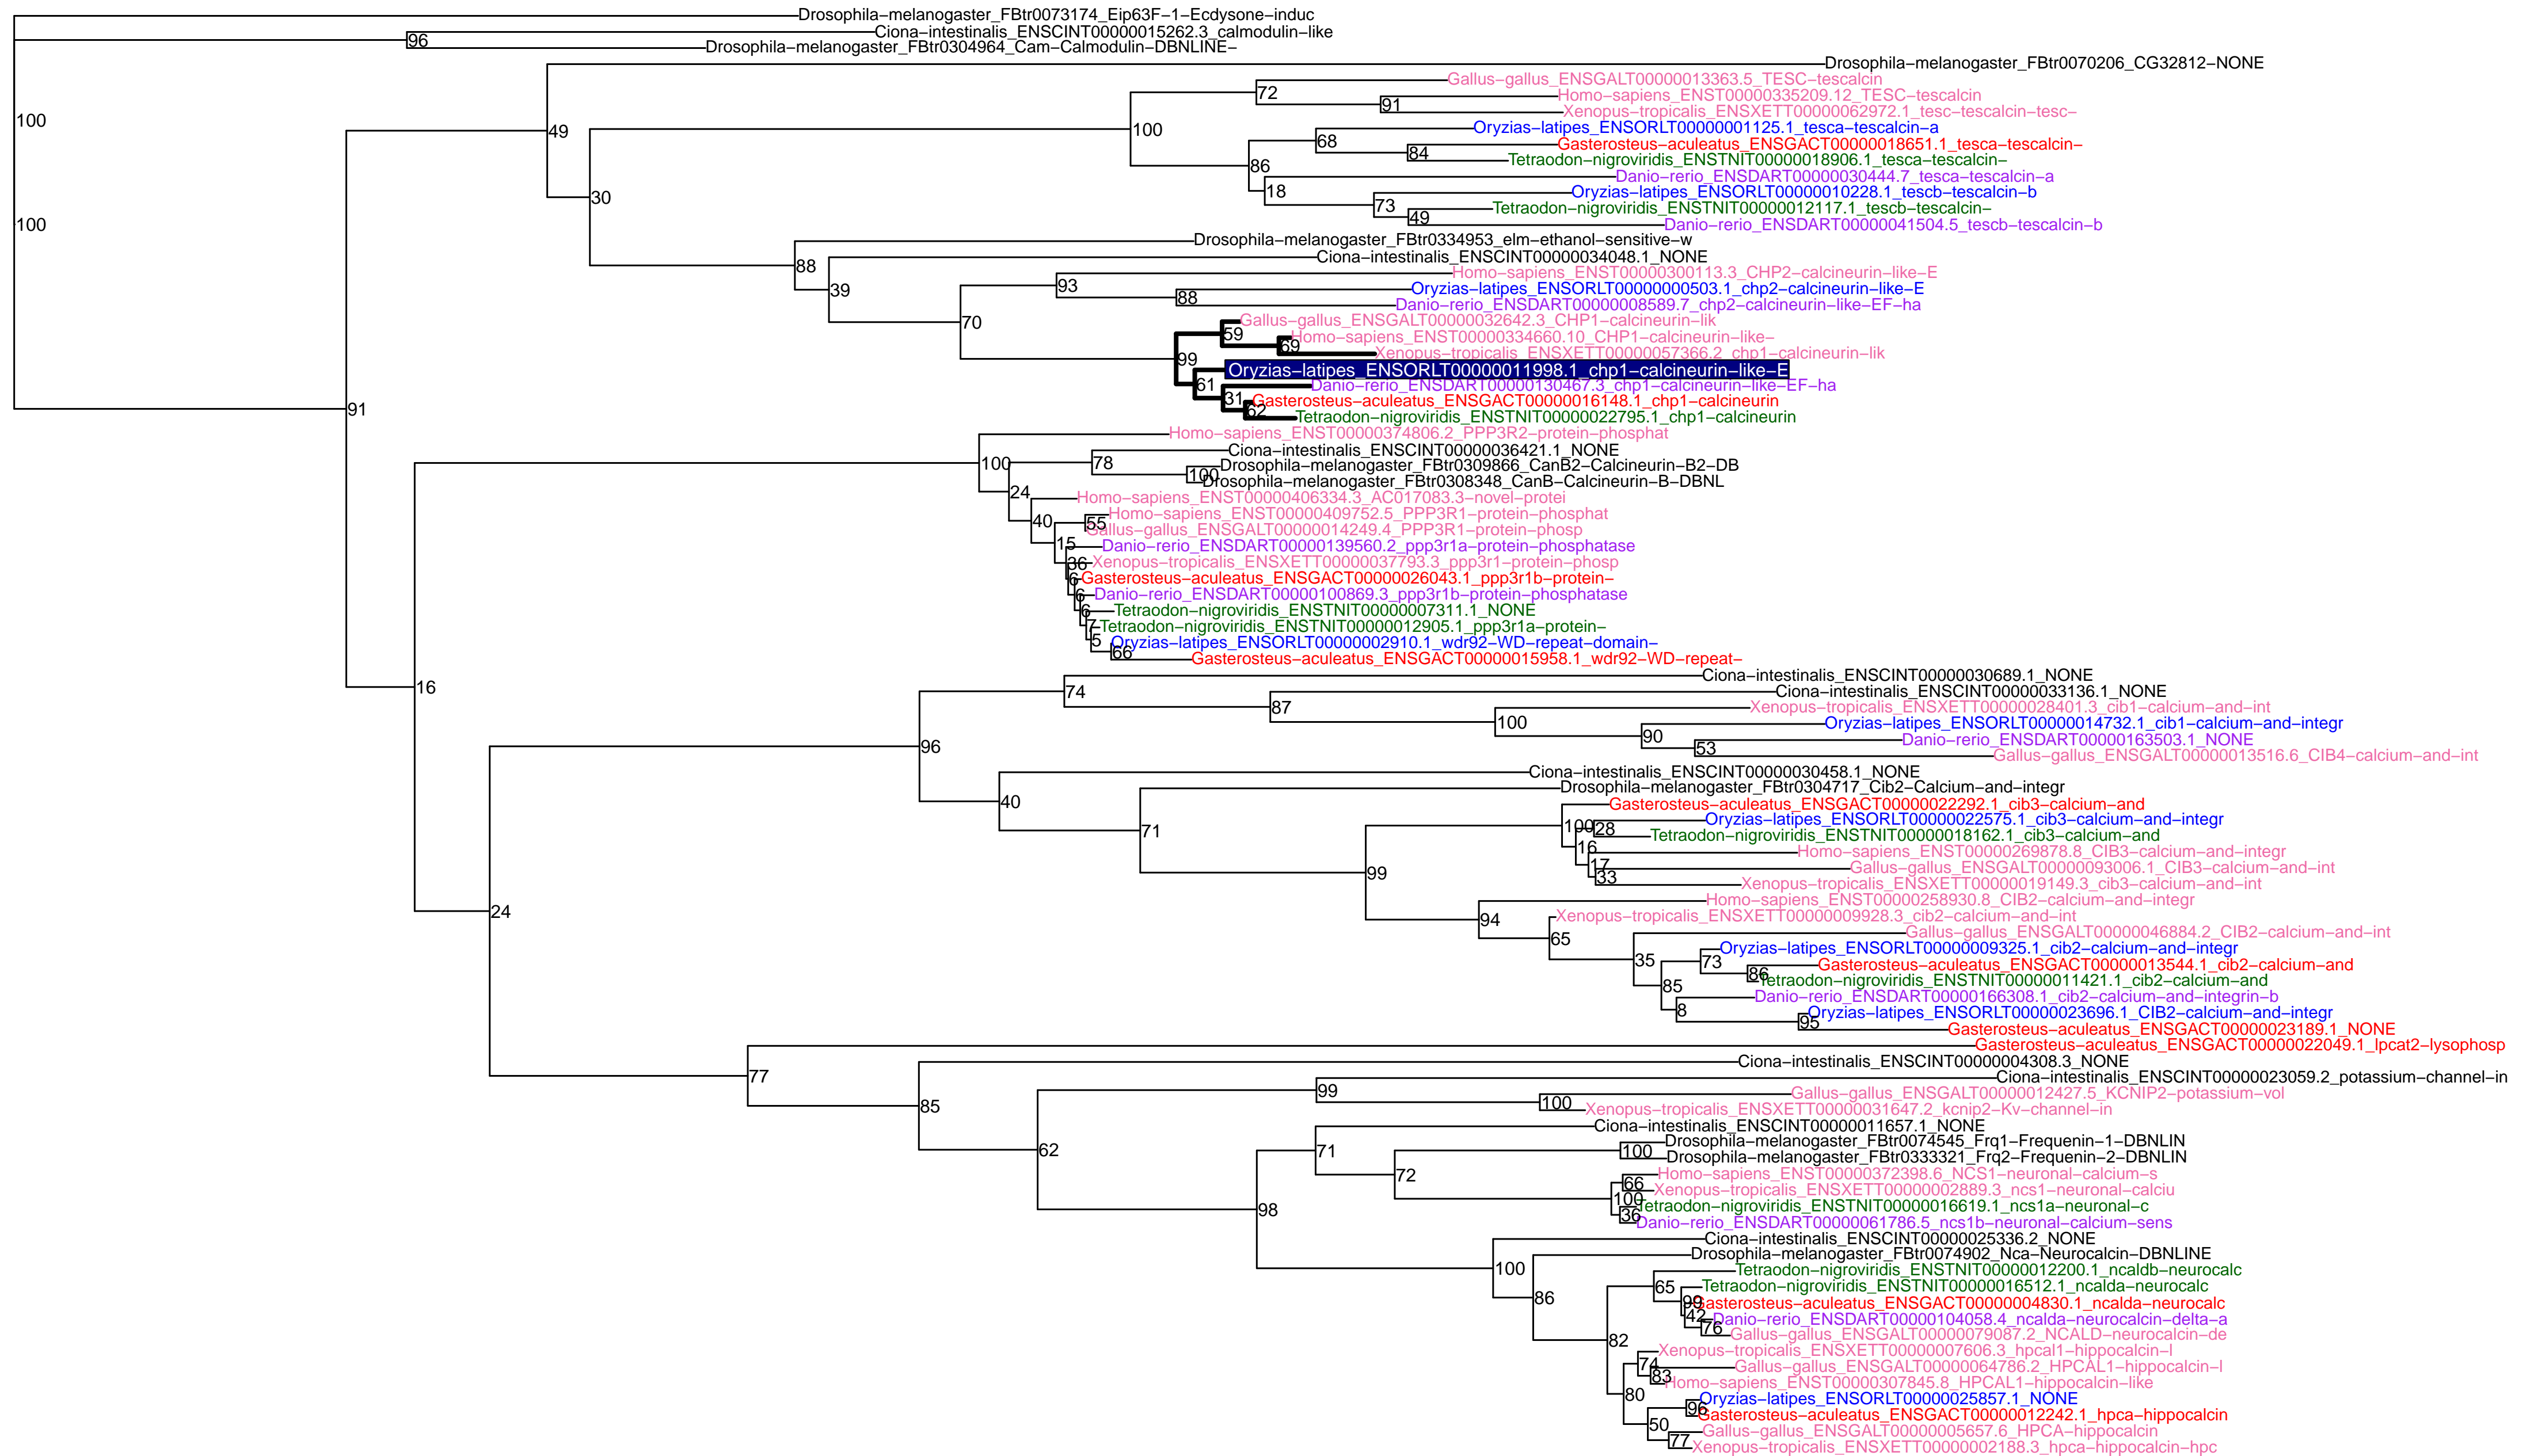 Drosophila−melanogaster_FBtr0073174_Eip63F−1−Ecdysone−induc
Ciona−intestinalis_ENSCINT00000015262.3_calmodulin−like
96
Drosophila−melanogaster_FBtr0304964_Cam−Calmodulin−DBNLINE−
Drosophila−melanogaster_FBtr0070206_CG32812−NONE
Gallus−gallus_ENSGALT00000013363.5_TESC−tescalcin
72
Homo−sapiens_ENST00000335209.12_TESC−tescalcin
91
Xenopus−tropicalis_ENSXETT00000062972.1_tesc−tescalcin−tesc−
100
100
Oryzias−latipes_ENSORLT00000001125.1_tesca−tescalcin−a
49
68
Gasterosteus−aculeatus_ENSGACT00000018651.1_tesca−tescalcin−
84
Tetraodon−nigroviridis_ENSTNIT00000018906.1_tesca−tescalcin−
86
Danio−rerio_ENSDART00000030444.7_tesca−tescalcin−a
18
Oryzias−latipes_ENSORLT00000010228.1_tescb−tescalcin−b
30
73
Tetraodon−nigroviridis_ENSTNIT00000012117.1_tescb−tescalcin−
49
100
Danio−rerio_ENSDART00000041504.5_tescb−tescalcin−b
Drosophila−melanogaster_FBtr0334953_elm−ethanol−sensitive−w
Ciona−intestinalis_ENSCINT00000034048.1_NONE
88
Homo−sapiens_ENST00000300113.3_CHP2−calcineurin−like−E
93
39
Oryzias−latipes_ENSORLT00000000503.1_chp2−calcineurin−like−E
88
Danio−rerio_ENSDART00000008589.7_chp2−calcineurin−like−EF−ha
70
Gallus−gallus_ENSGALT00000032642.3_CHP1−calcineurin−lik
59
Homo−sapiens_ENST00000334660.10_CHP1−calcineurin−like−
69
Xenopus−tropicalis_ENSXETT00000057366.2_chp1−calcineurin−lik
99
Oryzias−latipes_ENSORLT00000011998.1_chp1−calcineurin−like−E
61
Danio−rerio_ENSDART00000130467.3_chp1−calcineurin−like−EF−ha
31
Gasterosteus−aculeatus_ENSGACT00000016148.1_chp1−calcineurin
62
91
Tetraodon−nigroviridis_ENSTNIT00000022795.1_chp1−calcineurin
Homo−sapiens_ENST00000374806.2_PPP3R2−protein−phosphat
Ciona−intestinalis_ENSCINT00000036421.1_NONE
100
78
Drosophila−melanogaster_FBtr0309866_CanB2−Calcineurin−B2−DB
100
Drosophila−melanogaster_FBtr0308348_CanB−Calcineurin−B−DBNL
24
Homo−sapiens_ENST00000406334.3_AC017083.3−novel−protei
Homo−sapiens_ENST00000409752.5_PPP3R1−protein−phosphat
40
55
Gallus−gallus_ENSGALT00000014249.4_PPP3R1−protein−phosp
15
Danio−rerio_ENSDART00000139560.2_ppp3r1a−protein−phosphatase
36
Xenopus−tropicalis_ENSXETT00000037793.3_ppp3r1−protein−phosp
6
Gasterosteus−aculeatus_ENSGACT00000026043.1_ppp3r1b−protein−
6
Danio−rerio_ENSDART00000100869.3_ppp3r1b−protein−phosphatase
6
Tetraodon−nigroviridis_ENSTNIT00000007311.1_NONE
7
Tetraodon−nigroviridis_ENSTNIT00000012905.1_ppp3r1a−protein−
5
Oryzias−latipes_ENSORLT00000002910.1_wdr92−WD−repeat−domain−
66
Gasterosteus−aculeatus_ENSGACT00000015958.1_wdr92−WD−repeat−
16
Ciona−intestinalis_ENSCINT00000030689.1_NONE
74
Ciona−intestinalis_ENSCINT00000033136.1_NONE
87
Xenopus−tropicalis_ENSXETT00000028401.3_cib1−calcium−and−int
100
Oryzias−latipes_ENSORLT00000014732.1_cib1−calcium−and−integr
90
Danio−rerio_ENSDART00000163503.1_NONE
96
53
Gallus−gallus_ENSGALT00000013516.6_CIB4−calcium−and−int
Ciona−intestinalis_ENSCINT00000030458.1_NONE
40
Drosophila−melanogaster_FBtr0304717_Cib2−Calcium−and−integr
Gasterosteus−aculeatus_ENSGACT00000022292.1_cib3−calcium−and
71
Oryzias−latipes_ENSORLT00000022575.1_cib3−calcium−and−integr
100
28
Tetraodon−nigroviridis_ENSTNIT00000018162.1_cib3−calcium−and
16
Homo−sapiens_ENST00000269878.8_CIB3−calcium−and−integr
17
Gallus−gallus_ENSGALT00000093006.1_CIB3−calcium−and−int
99
33
Xenopus−tropicalis_ENSXETT00000019149.3_cib3−calcium−and−int
Homo−sapiens_ENST00000258930.8_CIB2−calcium−and−integr
24
94
Xenopus−tropicalis_ENSXETT00000009928.3_cib2−calcium−and−int
65
Gallus−gallus_ENSGALT00000046884.2_CIB2−calcium−and−int
35
Oryzias−latipes_ENSORLT00000009325.1_cib2−calcium−and−integr
73
Gasterosteus−aculeatus_ENSGACT00000013544.1_cib2−calcium−and
86
Tetraodon−nigroviridis_ENSTNIT00000011421.1_cib2−calcium−and
85
Danio−rerio_ENSDART00000166308.1_cib2−calcium−and−integrin−b
8
Oryzias−latipes_ENSORLT00000023696.1_CIB2−calcium−and−integr
95
Gasterosteus−aculeatus_ENSGACT00000023189.1_NONE
Gasterosteus−aculeatus_ENSGACT00000022049.1_lpcat2−lysophosp
77
Ciona−intestinalis_ENSCINT00000004308.3_NONE
Ciona−intestinalis_ENSCINT00000023059.2_potassium−channel−in
85
99
Gallus−gallus_ENSGALT00000012427.5_KCNIP2−potassium−vol
100
Xenopus−tropicalis_ENSXETT00000031647.2_kcnip2−Kv−channel−in
62
Ciona−intestinalis_ENSCINT00000011657.1_NONE
71
Drosophila−melanogaster_FBtr0074545_Frq1−Frequenin−1−DBNLIN
100
Drosophila−melanogaster_FBtr0333321_Frq2−Frequenin−2−DBNLIN
72
Homo−sapiens_ENST00000372398.6_NCS1−neuronal−calcium−s
66
Xenopus−tropicalis_ENSXETT00000002889.3_ncs1−neuronal−calciu
100
Tetraodon−nigroviridis_ENSTNIT00000016619.1_ncs1a−neuronal−c
98
36
Danio−rerio_ENSDART00000061786.5_ncs1b−neuronal−calcium−sens
Ciona−intestinalis_ENSCINT00000025336.2_NONE
100
Drosophila−melanogaster_FBtr0074902_Nca−Neurocalcin−DBNLINE
Tetraodon−nigroviridis_ENSTNIT00000012200.1_ncaldb−neurocalc
86
65
Tetraodon−nigroviridis_ENSTNIT00000016512.1_ncalda−neurocalc
99
Gasterosteus−aculeatus_ENSGACT00000004830.1_ncalda−neurocalc
42
Danio−rerio_ENSDART00000104058.4_ncalda−neurocalcin−delta−a
76
Gallus−gallus_ENSGALT00000079087.2_NCALD−neurocalcin−de
82
Xenopus−tropicalis_ENSXETT00000007606.3_hpcal1−hippocalcin−l
74
Gallus−gallus_ENSGALT00000064786.2_HPCAL1−hippocalcin−l
83
Homo−sapiens_ENST00000307845.8_HPCAL1−hippocalcin−like
80
Oryzias−latipes_ENSORLT00000025857.1_NONE
96
Gasterosteus−aculeatus_ENSGACT00000012242.1_hpca−hippocalcin
50
Gallus−gallus_ENSGALT00000005657.6_HPCA−hippocalcin
77
Xenopus−tropicalis_ENSXETT00000002188.3_hpca−hippocalcin−hpc